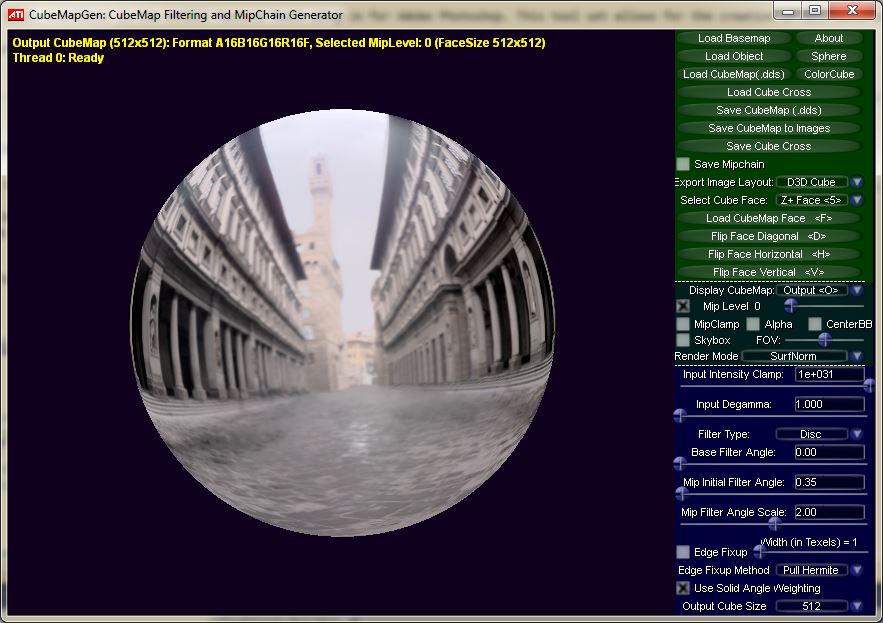 ATI CubeMapGen: CubeMap Filtering and MipChain Generator
Output CubeMap (512x512): Format A16B16G16R16F, Selected MipLevel: 0 (FaceSize 512x512)
Thread 0: Ready
Load Basemap About
Load Object Sphere
Load CubeMap(.dds) ColorCube
Load Cube Cross
Save CubeMap (.dds)
Save CubeMap to Images
Save Cube Cross
Save Mipchain
Export Image Layout: D3D Cube
Select Cube Face: Z+ Face <5>
Load CubeMap Face <F>
Flip Face Diagonal <D>
Flip Face Horizontal <H>
Flip Face Vertical <V>
Display CubeMap: Output <O>
Mip Level 0
MipClamp Alpha CenterBB
Skybox FOV:
Render Mode SurfNorm
Input Intensity Clamp: 1e+031
Input Degamma: 1.000
Filter Type: Disc
Base Filter Angle: 0.00
Mip Initial Filter Angle: 0.35
Mip Filter Angle Scale: 2.00
Width (in Texels) = 1
Edge Fixup
Edge Fixup Method Pull Hermite
Use Solid Angle Weighting
Output Cube Size 512